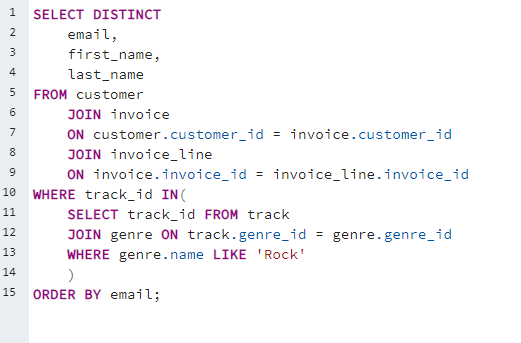 1 SELECT DISTINCT
2 email,
3 first_name,
4 last_name
5 FROM customer
6 JOIN invoice
7 ON customer.customer_id = invoice.customer_id
8 JOIN invoice_line
9 ON invoice.invoice_id = invoice_line.invoice_id
10 WHERE track_id IN(
11 SELECT track_id FROM track
12 JOIN genre ON track.genre_id = genre.genre_id
13 WHERE genre.name LIKE 'Rock'
14 )
15 ORDER BY email;